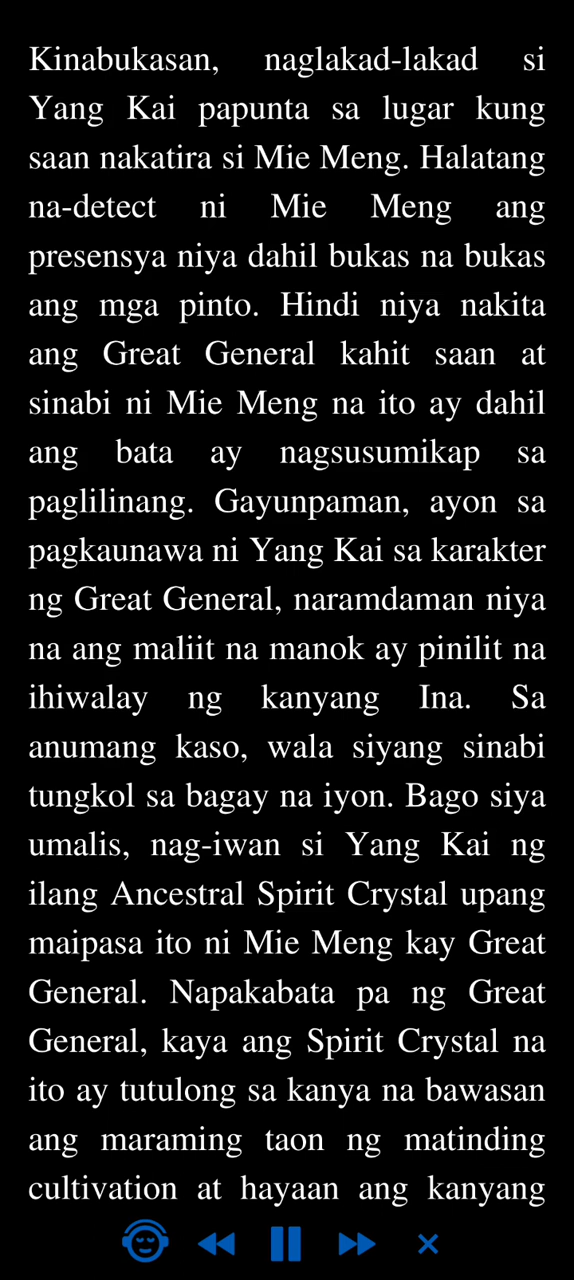 Kinabukasan, naglakad-lakad si
Yang Kai papunta sa lugar kung
saan nakatira si Mie Meng. Halatang
na-detect ni Mie Meng ang
presensya niya dahil bukas na bukas
ang mga pinto. Hindi niya nakita
ang Great General kahit saan at
sinabi ni Mie Meng na ito ay dahil
ang bata ay nagsusumikap sa
paglilinang. Gayunpaman, ayon sa
pagkaunawa ni Yang Kai sa karakter
ng Great General, naramdaman niya
na ang maliit na manok ay pinilit na
ihiwalay ng kanyang Ina. Sa
anumang kaso, wala siyang sinabi
tungkol sa bagay na iyon. Bago siya
umalis, nag-iwan si Yang Kai ng
ilang Ancestral Spirit Crystal upang
maipasa ito ni Mie Meng kay Great
General. Napakabata pa ng Great
General, kaya ang Spirit Crystal na
ito ay tutulong sa kanya na bawasan
ang maraming taon ng matinding
cultivation at hayaan ang kanyang